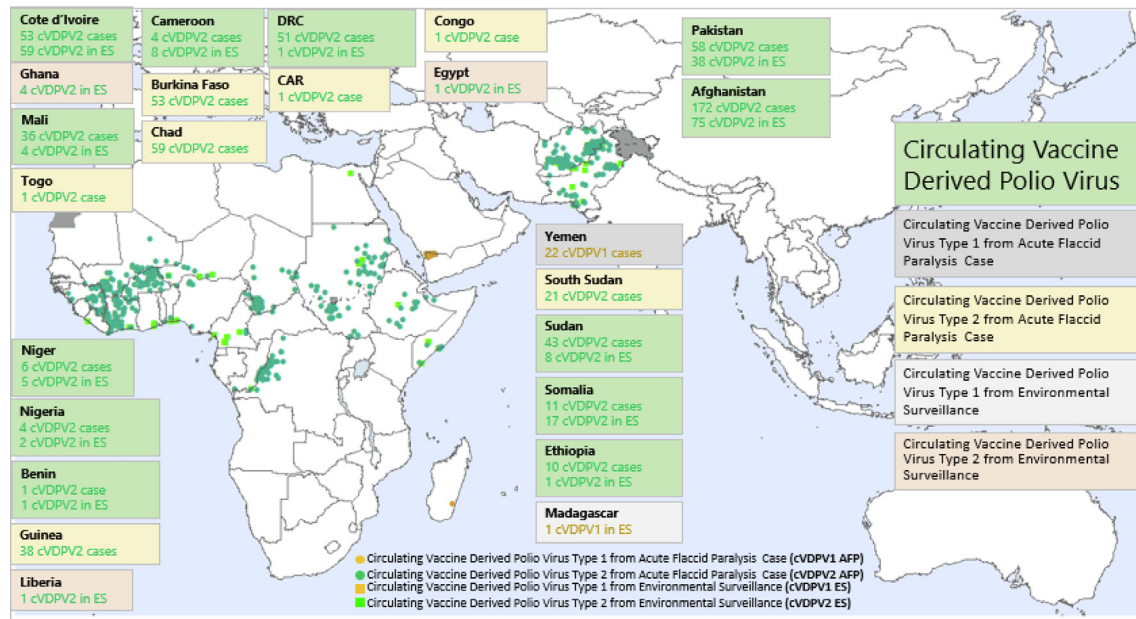 Cote d'Ivoire
53 cVDPV2 cases
59 cVDPV2 in ES
Ghana
4 cVDPV2 in ES
Mali
36 cVDPV2 cases
4 cVDPV2 in ES
Togo
1 cVDPV2 case
Cameroon
4 cVDPV2 cases
8 cVDPV2 in ES
Burkina Faso
53 cVDPV2 cases
Chad
59 cVDPV2 cases
DRC
51 cVDPV2 cases
1 cVDPV2 in ES
CAR
1 cVDPV2 case
Congo
1 cVDPV2 case
Egypt
1 cVDPV2 in ES
Pakistan
58 cVDPV2 cases
38 cVDPV2 in ES
Afghanistan
172 cVDPV2 cases
75 cVDPV2 in ES
Niger
6 cVDPV2 cases
5 cVDPV2 in ES
Nigeria
4 cVDPV2 cases
2 cVDPV2 in ES
Benin
1 cVDPV2 case
1 cVDPV2 in ES
Guinea
38 cVDPV2 cases
Liberia
1 cVDPV2 in ES
Yemen
22 cVDPV1 cases
South Sudan
21 cVDPV2 cases
Sudan
43 cVDPV2 cases
8 cVDPV2 in ES
Somalia
11 cVDPV2 cases
17 cVDPV2 in ES
Ethiopia
10 cVDPV2 cases
1 cVDPV2 in ES
Madagascar
1 cVDPV1 in ES
Circulating Vaccine
Derived Polio Virus
Circulating Vaccine Derived Polio
Virus Type 1 from Acute Flaccid
Paralysis Case
Circulating Vaccine Derived Polio
Virus Type 2 from Acute Flaccid
Paralysis Case
Circulating Vaccine Derived Polio
Virus Type 1 from Environmental
Surveillance
Circulating Vaccine Derived Polio
Virus Type 2 from Environmental
Surveillance
Circulating Vaccine Derived Polio Virus Type 1 from Acute Flaccid Paralysis Case (cVDPV1 AFP)
Circulating Vaccine Derived Polio Virus Type 2 from Acute Flaccid Paralysis Case (cVDPV2 AFP)
Circulating Vaccine Derived Polio Virus Type 1 from Environmental Surveillance (cVDPV1 ES)
Circulating Vaccine Derived Polio Virus Type 2 from Environmental Surveillance (cVDPV2 ES)